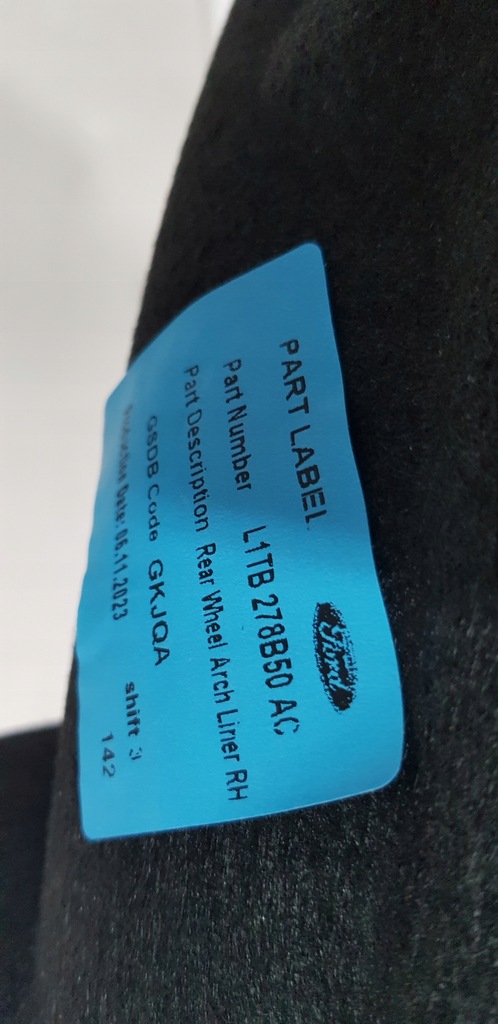 PART LABEL
Ford
Part Number L1TB 278B50 AC
Part Description Rear Wheel Arch Liner RH
GSDB Code GKJQA
Production Date: 06.11.2023 shift 3
142